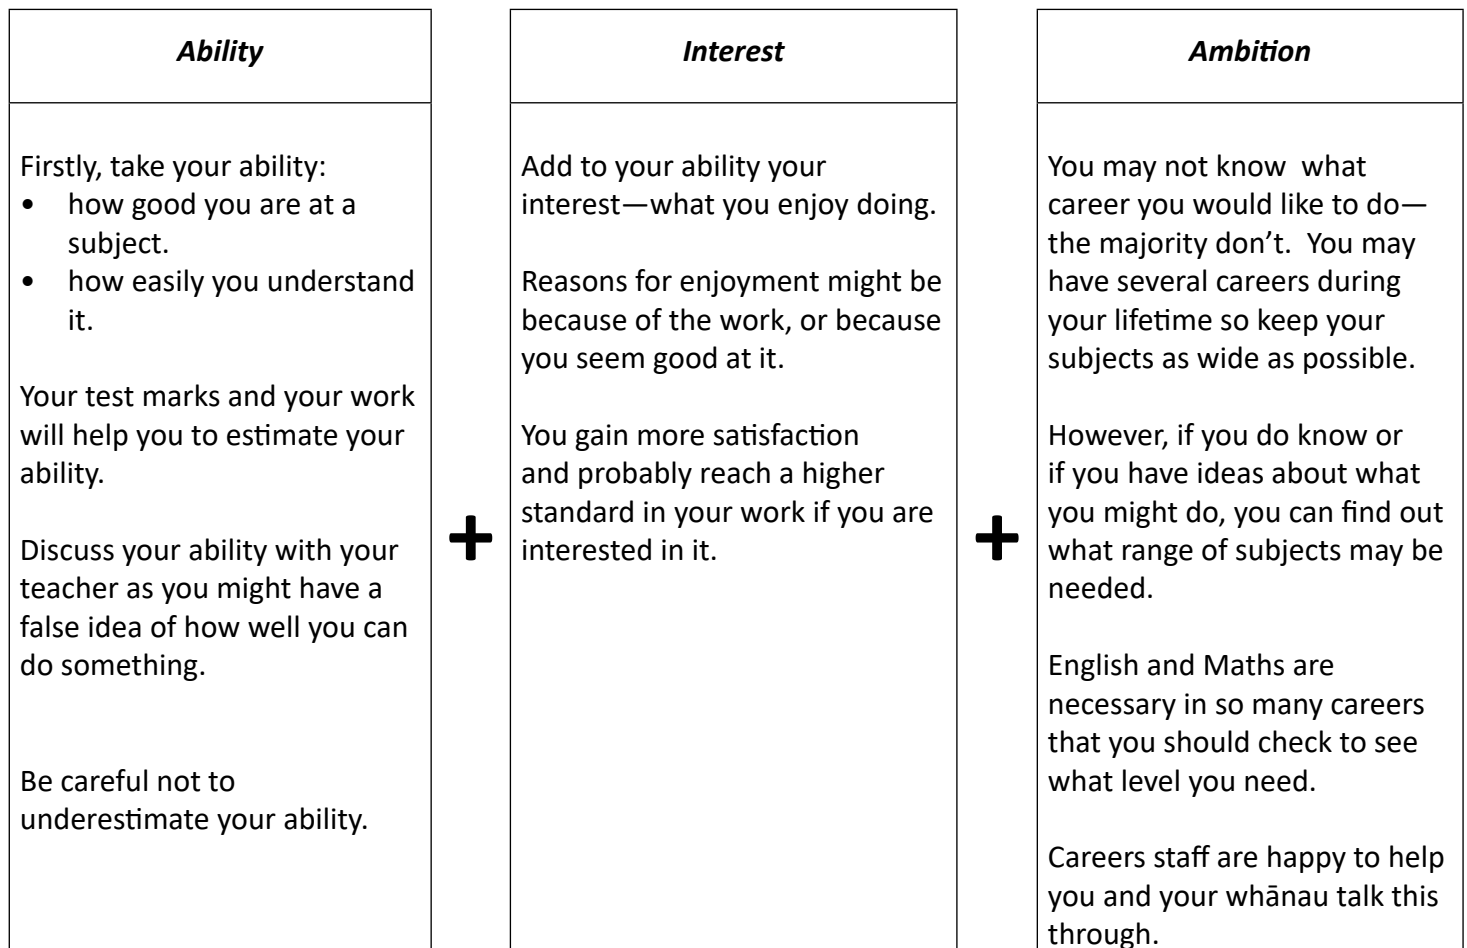 Ability
Firstly, take your ability:
• how good you are at a
subject.
• how easily you understand
it.
Your test marks and your work
will help you to estimate your
ability.
Discuss your ability with your
teacher as you might have a
false idea of how well you can
do something.
Be careful not to
underestimate your ability.
+
Interest
Add to your ability your
interest—what you enjoy doing.
Reasons for enjoyment might be
because of the work, or because
you seem good at it.
You gain more satisfaction
and probably reach a higher
standard in your work if you are
interested in it.
+
Ambition
You may not know  what
career you would like to do—
the majority don’t.  You may
have several careers during
your lifetime so keep your
subjects as wide as possible.
However, if you do know or
if you have ideas about what
you might do, you can find out
what range of subjects may be
needed.
English and Maths are
necessary in so many careers
that you should check to see
what level you need.
Careers staff are happy to help
you and your whānau talk this
through.